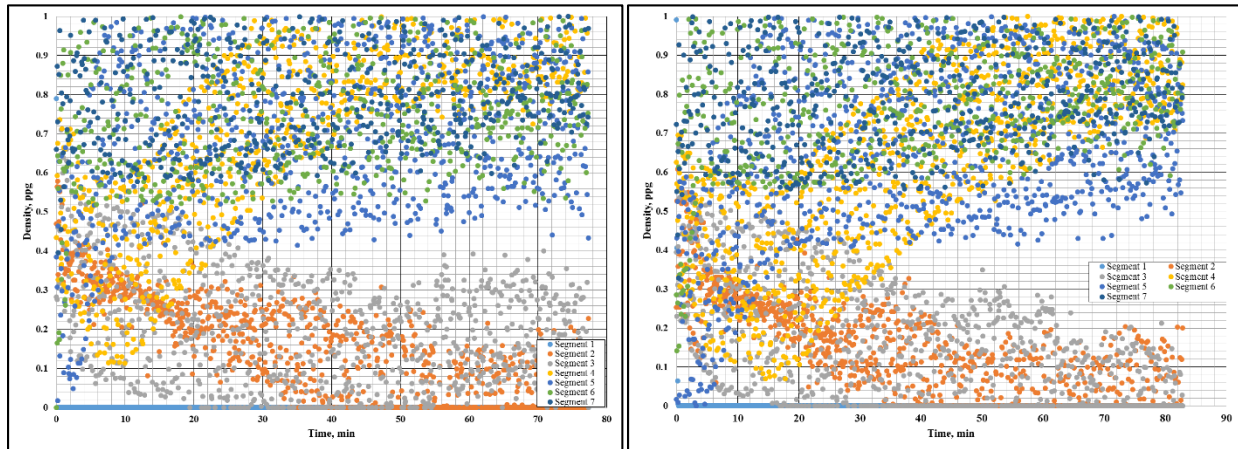 Density, ppg
1
0.9
0.8
0.7
0.6
0.5
0.4
0.3
0.2
0.1
0
0 10 20 30 40 50 60 70 80
Time, min
Segment 1
Segment 2
Segment 3
Segment 4
Segment 5
Segment 6
Segment 7
Density, ppg
1
0.9
0.8
0.7
0.6
0.5
0.4
0.3
0.2
0.1
0
0 10 20 30 40 50 60 70 80 90
Time, min
Segment 1 Segment 2
Segment 3 Segment 4
Segment 5 Segment 6
Segment 7